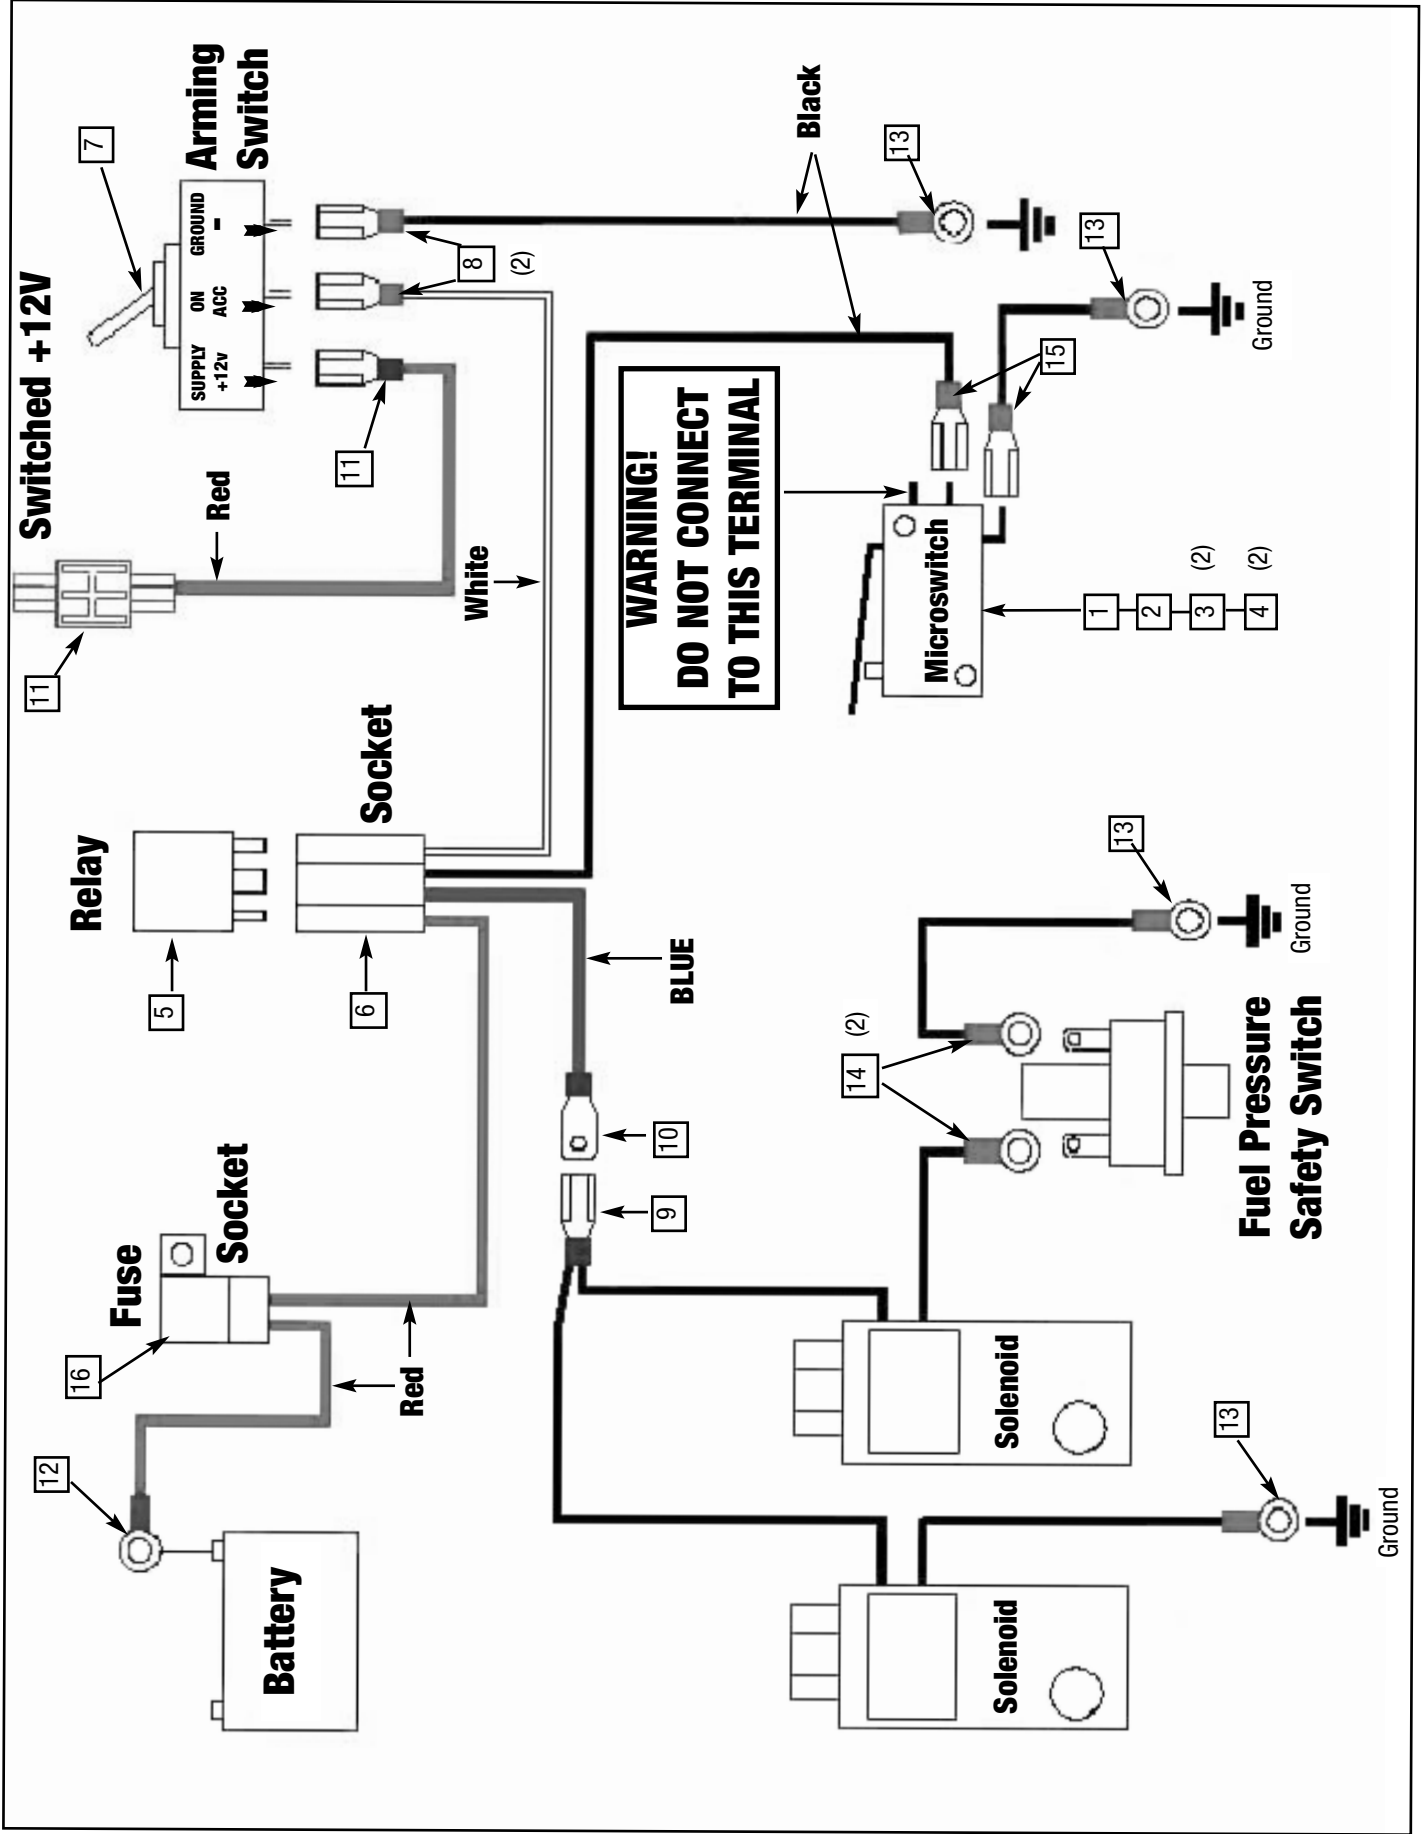 12
16
Battery
Fuse
Socket
Red
Relay
5
Socket
6
Switched +12V
11
Red
7
Arming
Switch
SUPPLY
+12v
ON
ACC
GROUND
-
11
8
(2)
White
BLUE
9
10
WARNING!
DO NOT CONNECT
TO THIS TERMINAL
Black
13
Microswitch
15
13
Ground
1
2
3
(2)
4
(2)
14
(2)
13
Ground
Fuel Pressure
Safety Switch
Solenoid
Solenoid
13
Ground